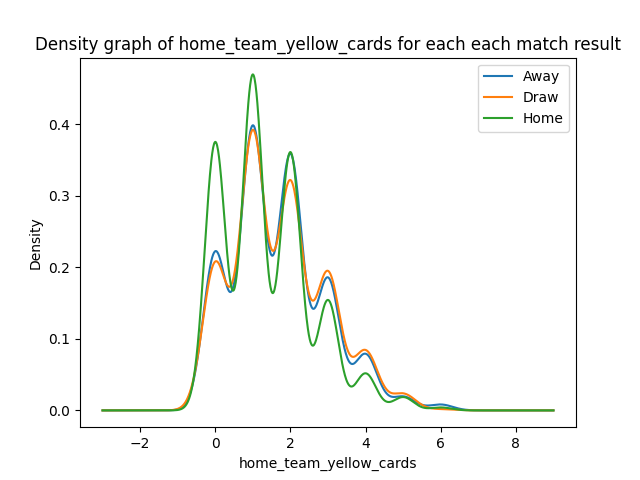 Density graph of home_team_yellow_cards for each each match result
Away
Draw
Home
Density
0.4
0.3
0.2
0.1
0.0
−2 0 2 4 6 8
home_team_yellow_cards